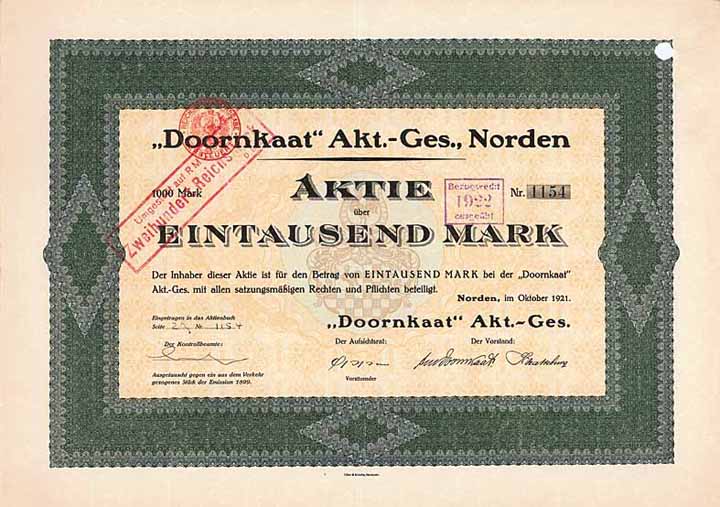 „Doornkaat“ Akt.-Ges., Norden
Umgestellt auf R.M.
Zweihundert Reichs
1000 Mark
AKTIE
über
Bezugsrecht
1922
ausgeübt
Nr. 1154
EINTAUSEND MARK
Der Inhaber dieser Aktie ist für den Betrag von EINTAUSEND MARK bei der „Doornkaat“
Akt.-Ges. mit allen satzungsmäßigen Rechten und Pflichten beteiligt.
Norden, im Oktober 1921.
Eingetragen in das Aktienbuch
Seite 29 Nr. 1154
„Doornkaat“ Akt.-Ges.
Der Kontrollbeamte:
Der Aufsichtsrat:
Der Vorstand:
Vorsitzender
Ausgetauscht gegen ein aus dem Verkehr
gezogenes Stück der Emission 1899.